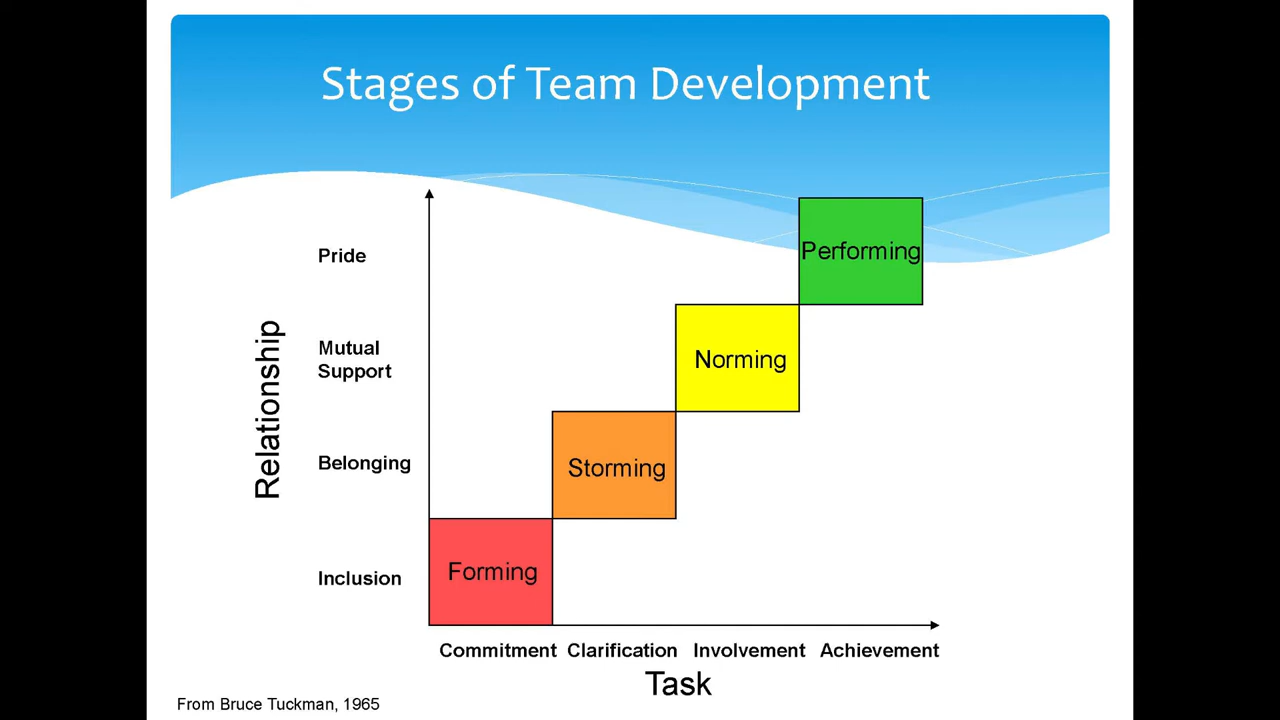 Stages of Team Development
Performing
Pride
Mutual
Support
Norming
Relationship
Belonging
Storming
Inclusion
Forming
Commitment Clarification Involvement Achievement
Task
From Bruce Tuckman, 1965